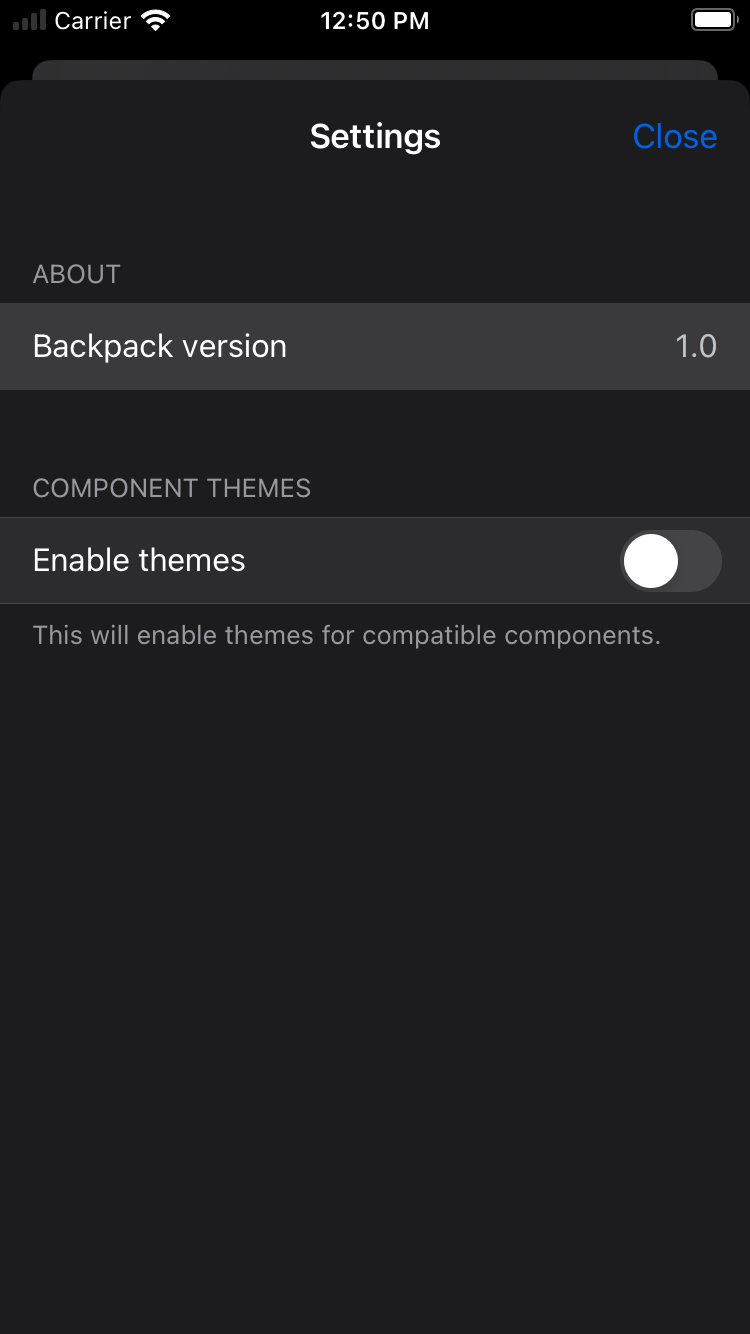 Carrier 12:50 PM
Settings Close
ABOUT
Backpack version 1.0
COMPONENT THEMES
Enable themes
This will enable themes for compatible components.